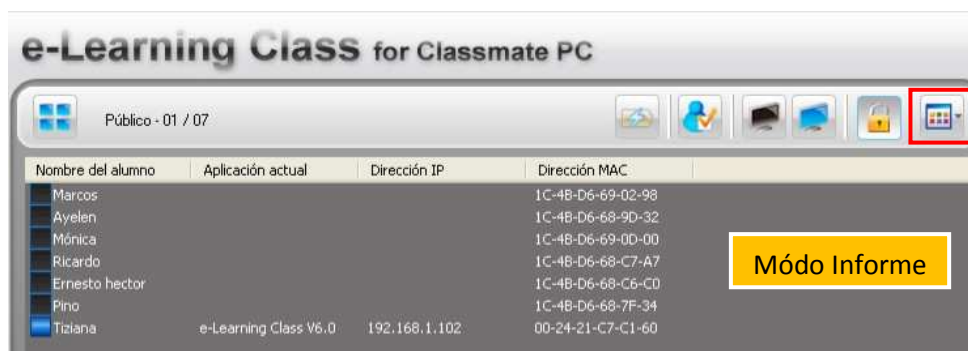 e-Learning Class for Classmate PC
Público - 01 / 07
Nombre del alumno Aplicación actual Dirección IP Dirección MAC
Marcos 1C-4B-D6-69-02-98
Ayelen 1C-4B-D6-68-9D-32
Mónica 1C-4B-D6-69-0D-00
Ricardo 1C-4B-D6-68-C7-A7
Ernesto hector 1C-4B-D6-68-C6-C0
Pino 1C-4B-D6-68-7F-34
Tiziana e-Learning Class V6.0 192.168.1.102 00-24-21-C7-C1-60
Módo Informe